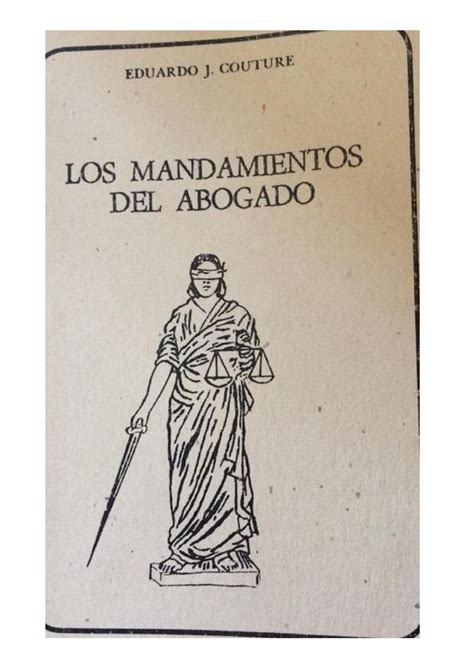 EDUARDO J. COUTURE
LOS MANDAMIENTOS
DEL ABOGADO